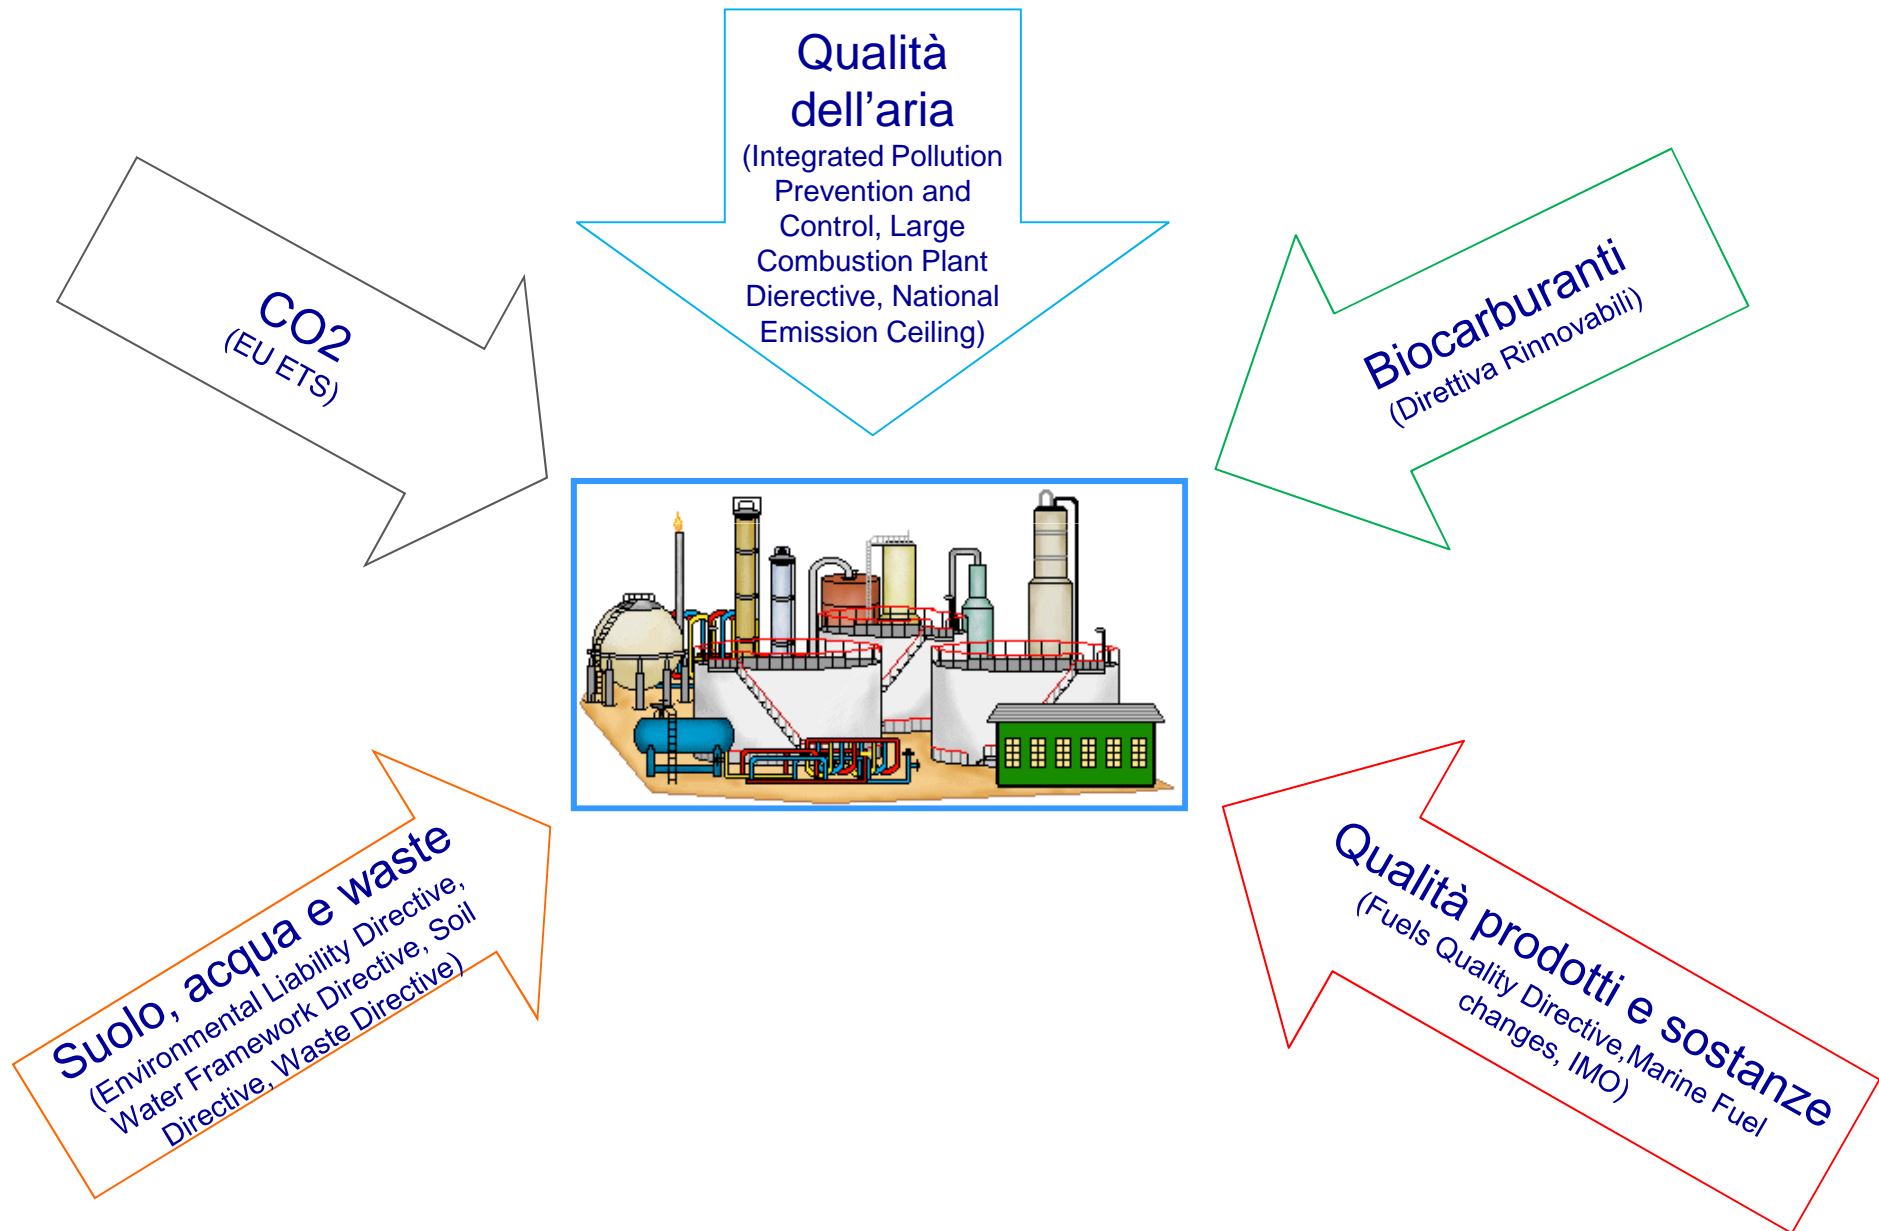 Qualità
dell’aria
(Integrated Pollution
Prevention and
Control, Large
Combustion Plant
Dierective, National
Emission Ceiling)
CO2
(EU ETS)
Biocarburanti
(Direttiva Rinnovabili)
Suolo, acqua e waste
(Environmental Liability Directive,
Water Framework Directive, Soil
Directive, Waste Directive)
Qualità prodotti e sostanze
(Fuels Quality Directive,Marine Fuel
changes, IMO)